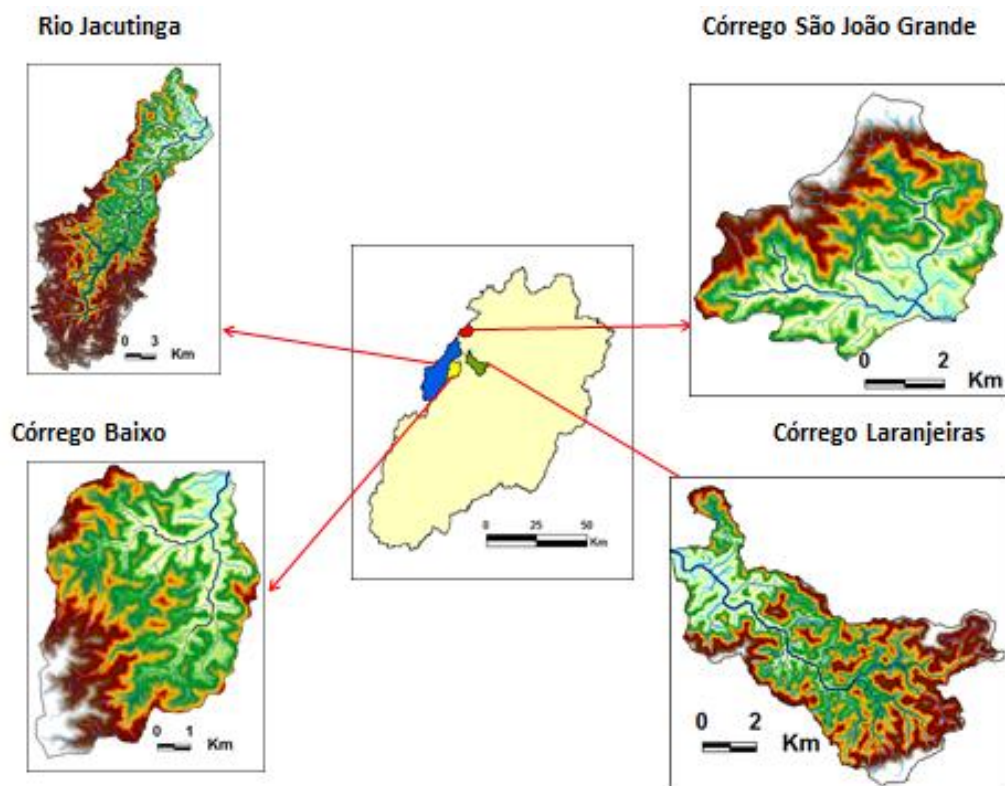 Rio Jacutinga
Córrego São João Grande
0 3
Km
0 2
Km
Córrego Baixo
Córrego Laranjeiras
0 25 50
Km
0 1
Km
0 2
Km